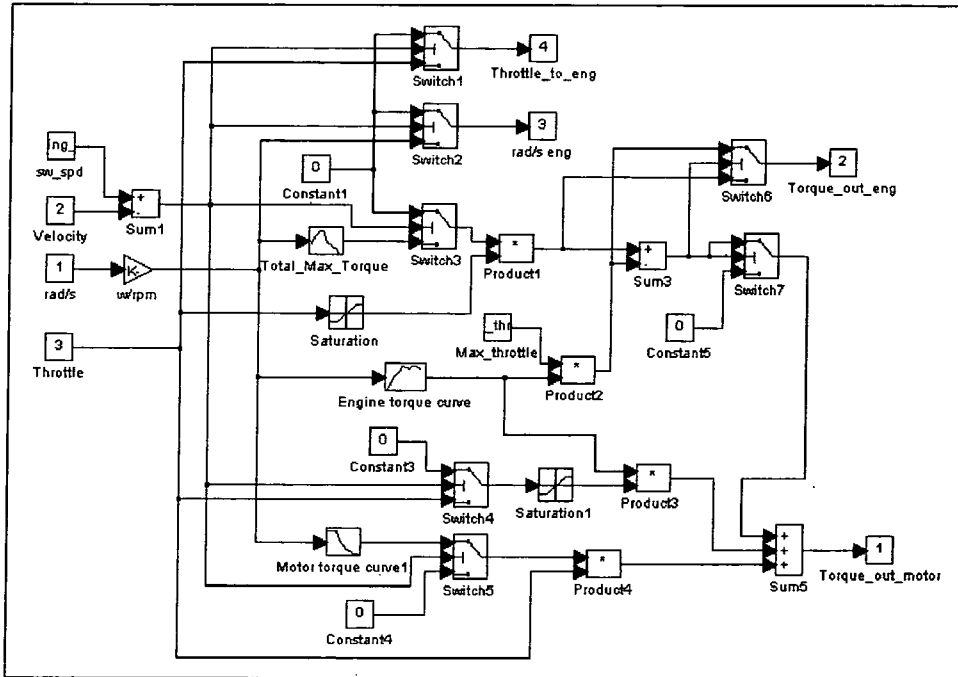 4
Throttle_to_eng
Switch1
3
rad/s eng
Switch2
ng_
sw_spd
0
Constant1
2
Velocity
+
-
Sum1
Switch3
Total_Max_Torque
*
Product1
+
-
Sum3
Switch6
2
Torque_out_eng
Switch7
1
rad/s
K-
w/rpm
Saturation
3
Throttle
_thr
Max_throttle
0
Constant5
*
Product2
Engine torque curve
0
Constant3
Switch4
Saturation1
*
Product3
Motor torque curve1
Switch5
*
Product4
+
+
+
Sum5
1
Torque_out_motor
0
Constant4